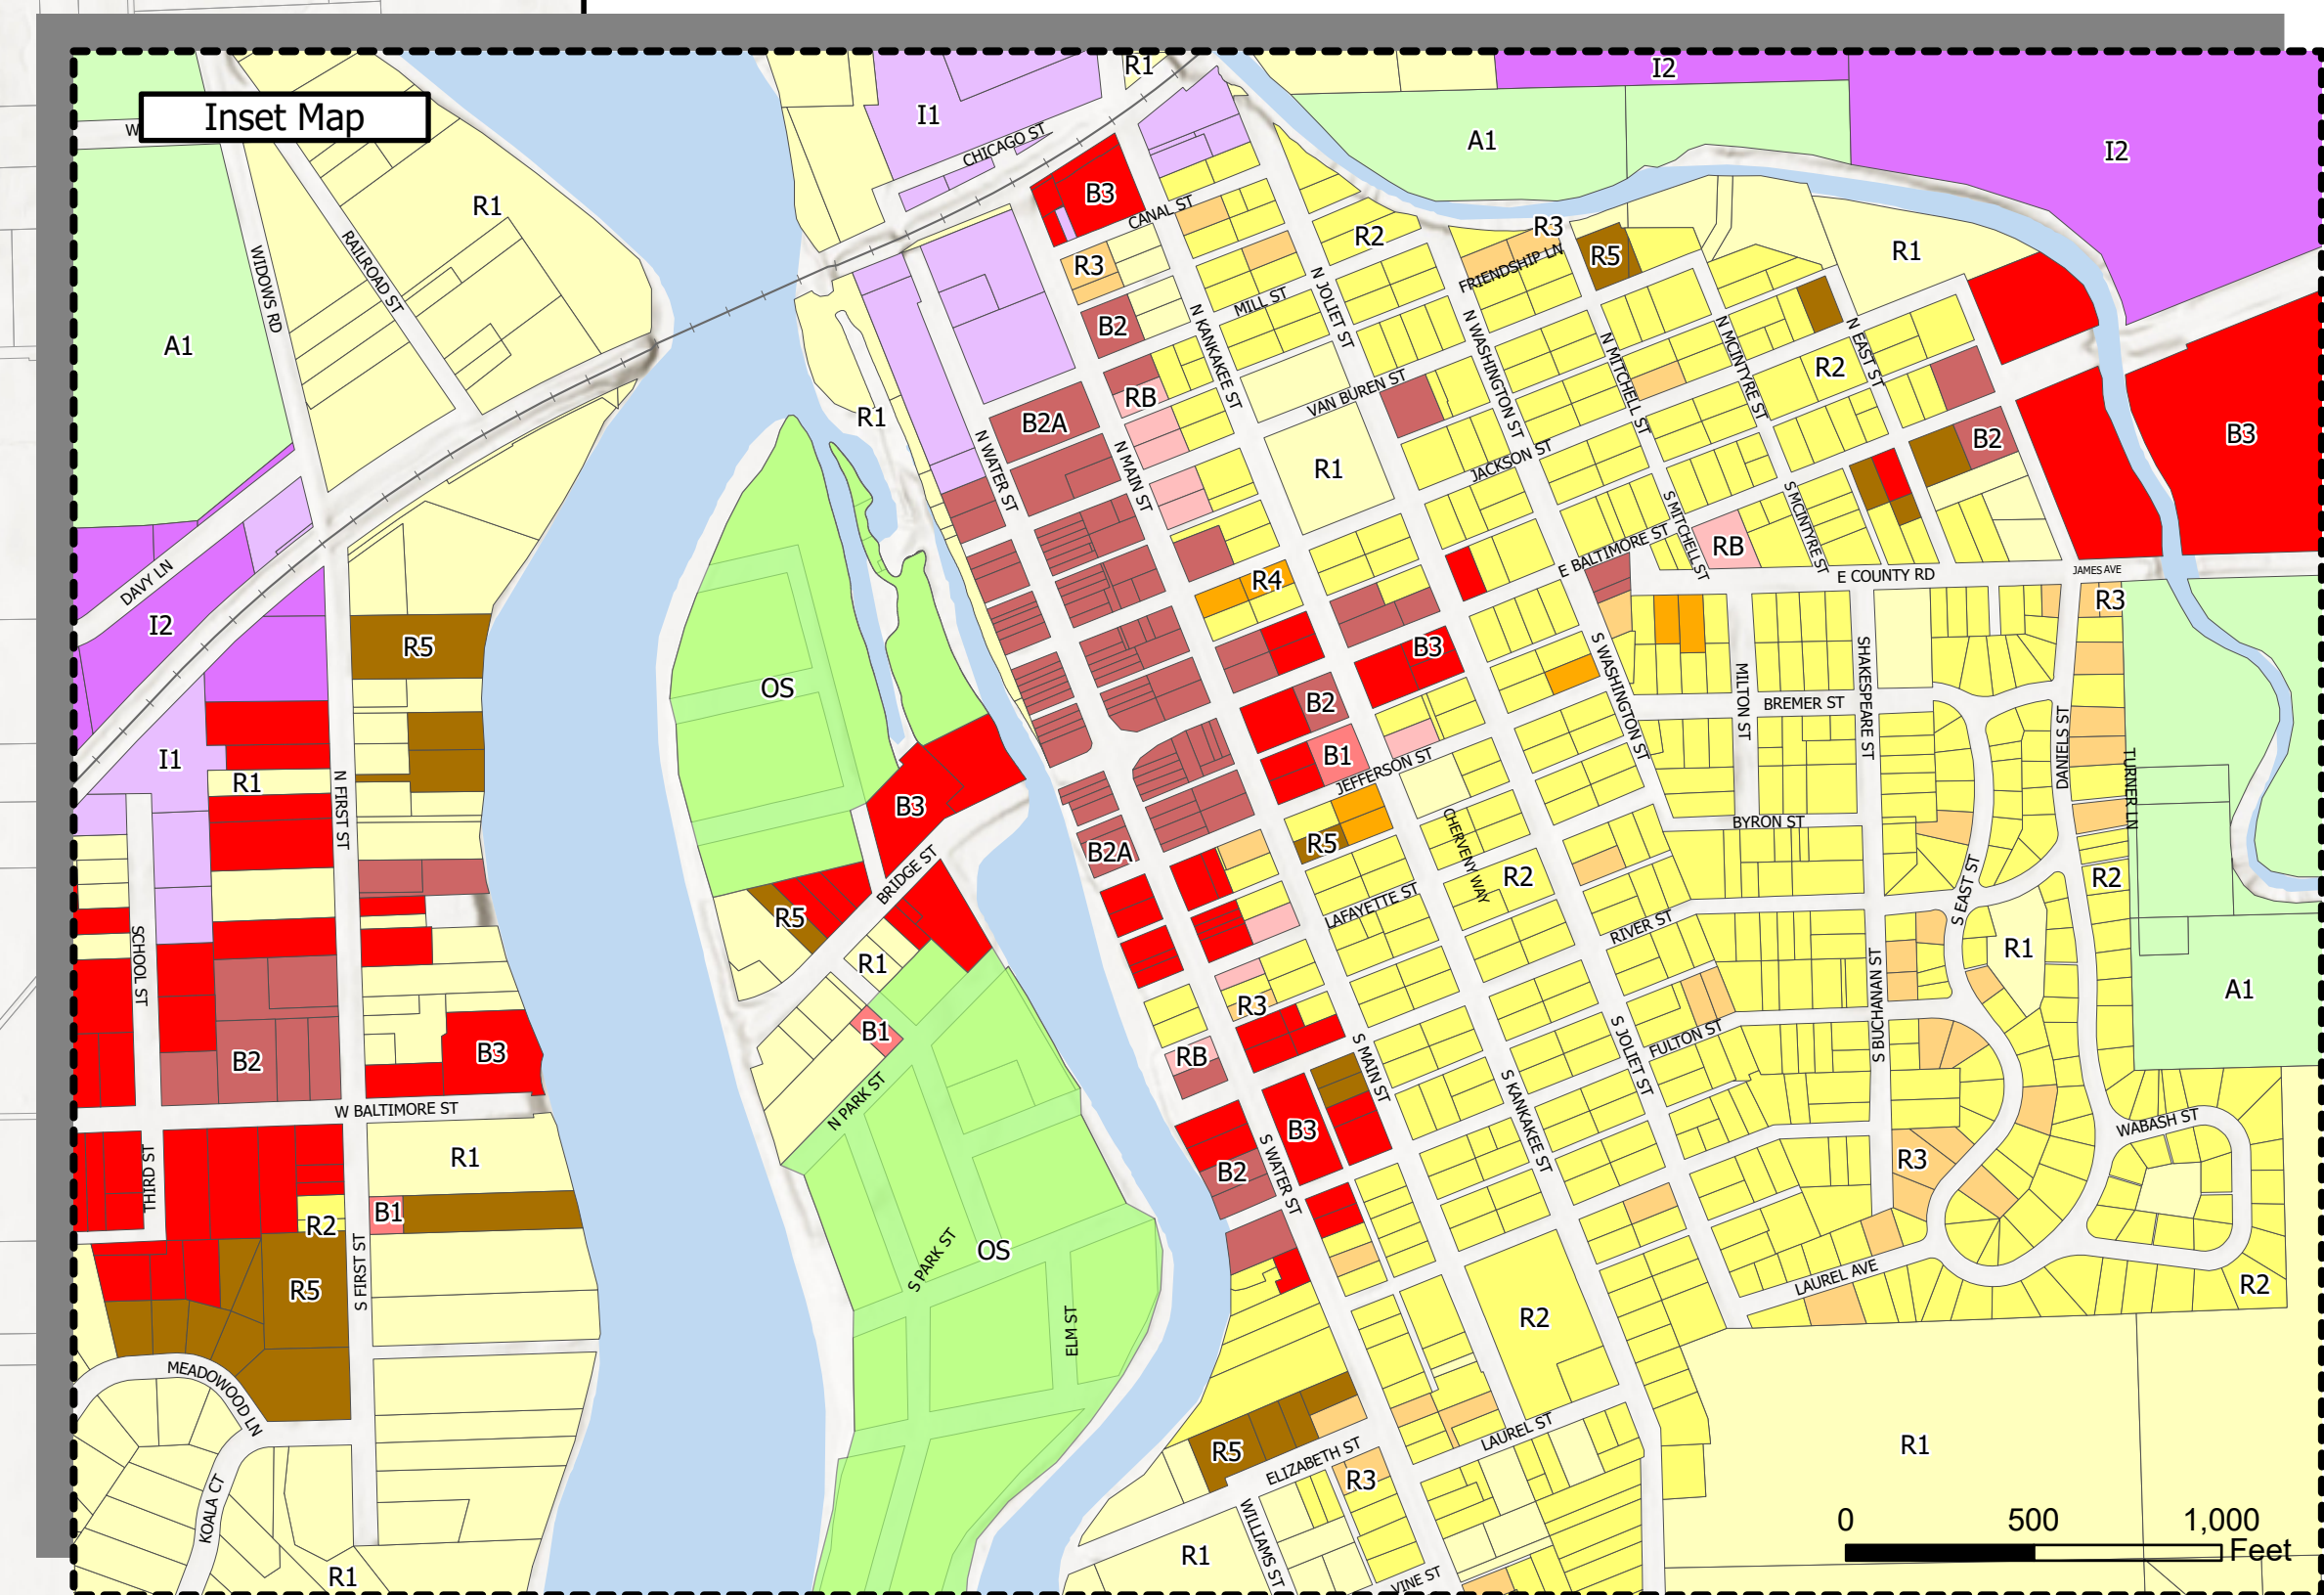 Inset Map
W
R1
I1
R1
I2
A1
I2
CHICAGO ST
B3
CANAL ST
R1
RAILROAD ST
WIDOWS RD
A1
R3
R2
R3
FRIENDSHIP LN
R5
R1
B2
MILL ST
N JOLIET ST
N KANKAKEE ST
N WASHINGTON ST
N MITCHELL ST
N MCINTYRE ST
N EAST ST
R2
RB
VAN BUREN ST
B2A
R1
N WATER ST
N MAIN ST
R1
JACKSON ST
B2
B3
S MITCHELL ST
S MCINTYRE ST
E BALTIMORE ST
RB
E COUNTY RD
JAMES AVE
R3
DAVY LN
I2
R5
R4
OS
B3
B2
S WASHINGTON ST
MILTON ST
BREMER ST
SHAKESPEARE ST
DANIELS ST
TURNER LN
I1
R1
N FIRST ST
B1
JEFFERSON ST
B3
CHERVENY WAY
BYRON ST
R5
B2A
BRIDGE ST
R5
LAFAYETTE ST
R2
RIVER ST
S EAST ST
R2
SCHOOL ST
R1
R1
S BUCHANAN ST
A1
R3
B1
RB
B2
B3
S MAIN ST
S JOLIET ST
FULTON ST
W BALTIMORE ST
N PARK ST
B3
S KANKAKEE ST
WABASH ST
R1
R3
THIRD ST
B2
S WATER ST
R2
B1
S PARK ST
OS
S FIRST ST
R5
ELM ST
LAUREL AVE
R2
R2
MEADOWOOD LN
R5
ELIZABETH ST
LAUREL ST
R1
R3
KOALA CT
WILLIAMS ST
R1
R1
VINE ST
0 500 1,000
Feet